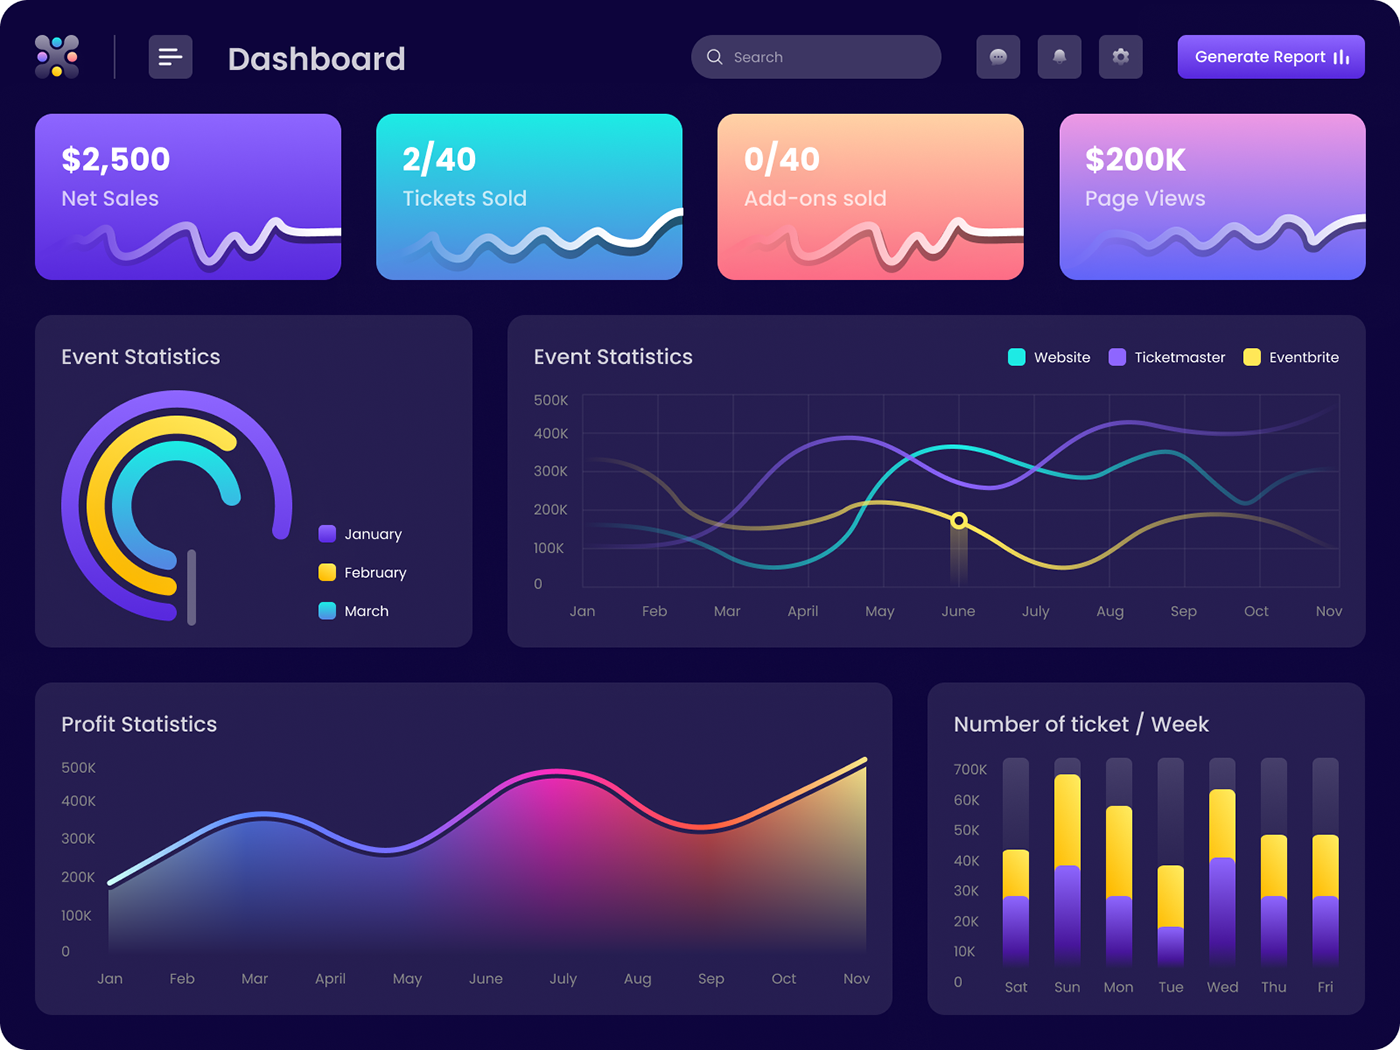 Dashboard
Search
Generate Report
$2,500
Net Sales
2/40
Tickets Sold
0/40
Add-ons sold
$200K
Page Views
Event Statistics
January
February
March
Event Statistics
Website Ticketmaster Eventbrite
500K
400K
300K
200K
100K
0
Jan Feb Mar April May June July Aug Sep Oct Nov
Profit Statistics
500K
400K
300K
200K
100K
0
Jan Feb Mar April May June July Aug Sep Oct Nov
Number of ticket / Week
700K
60K
50K
40K
30K
20K
10K
0
Sat Sun Mon Tue Wed Thu Fri